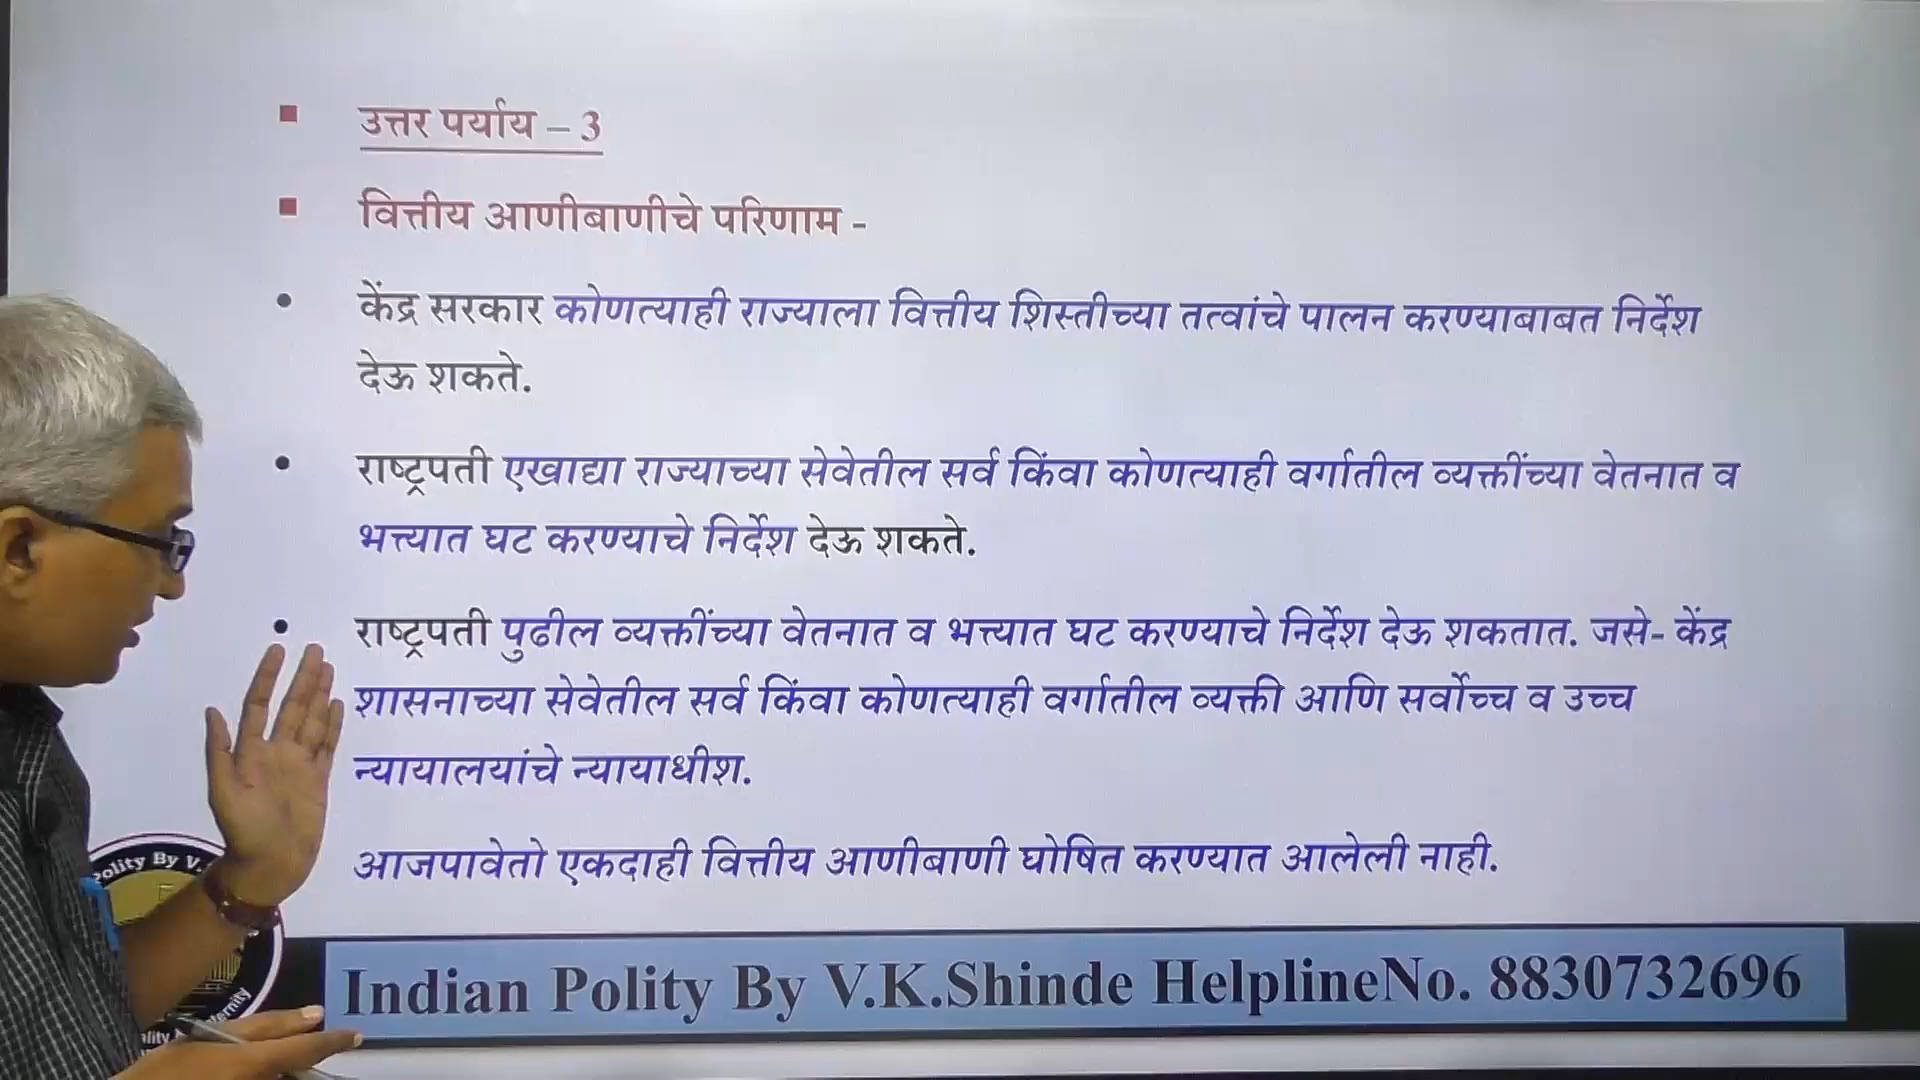 उत्तर पर्याय – 3
वित्तीय आणीबाणीचे परिणाम -
केंद्र सरकार कोणत्याही राज्याला वित्तीय शिस्तीच्या तत्वांचे पालन करण्याबाबत निर्देश
देऊ शकते.
राष्ट्रपती एखाद्या राज्याच्या सेवेतील सर्व किंवा कोणत्याही वर्गातील व्यक्तींच्या वेतनात व
भत्त्यात घट करण्याचे निर्देश देऊ शकते.
राष्ट्रपती पुढील व्यक्तींच्या वेतनात व भत्त्यात घट करण्याचे निर्देश देऊ शकतात. जसे- केंद्र
शासनाच्या सेवेतील सर्व किंवा कोणत्याही वर्गातील व्यक्ती आणि सर्वोच्च व उच्च
न्यायालयांचे न्यायाधीश.
आजपावेतो एकदाही वित्तीय आणीबाणी घोषित करण्यात आलेली नाही.
Polity By V.
Indian Polity By V.K.Shinde HelplineNo. 8830732696